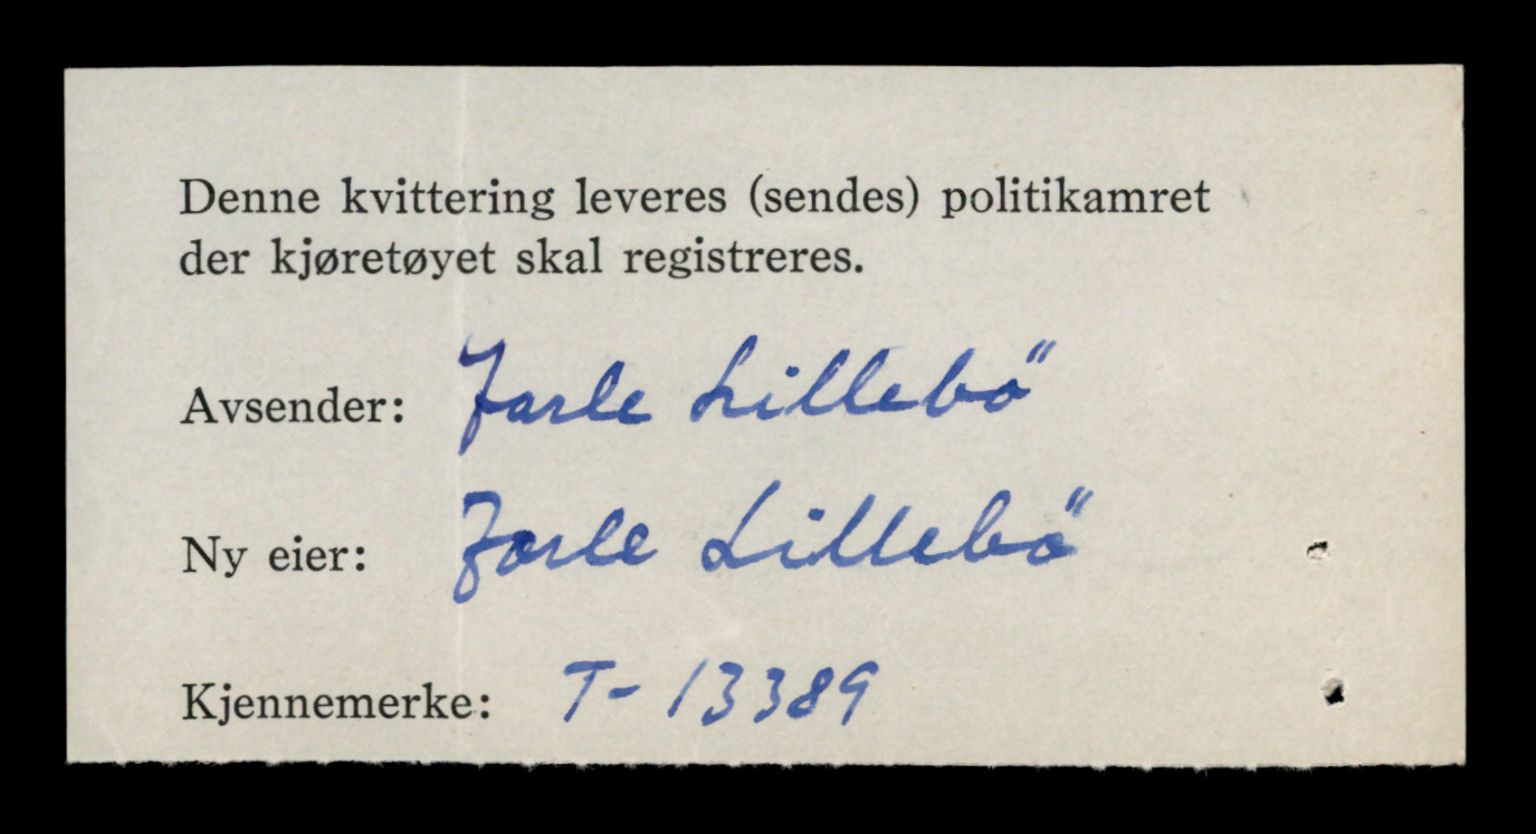 Denne kvittering leveres (sendes) politikamret
der kjøretøyet skal registreres.
Avsender: Jarle Lillebö
Ny eier: Jarle Lillebö
Kjennemerke: T-13389